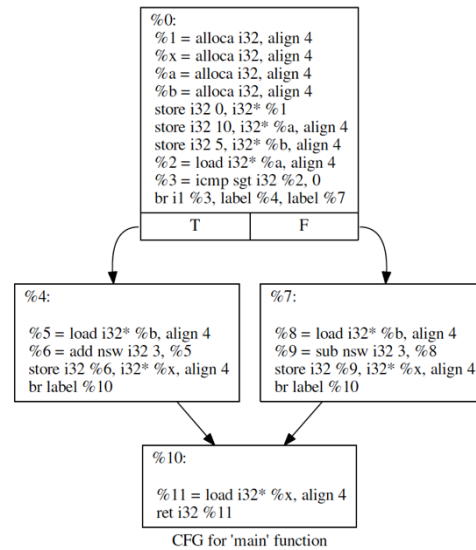 %0:
%1 = alloca i32, align 4
%x = alloca i32, align 4
%a = alloca i32, align 4
%b = alloca i32, align 4
store i32 0, i32* %1
store i32 10, i32* %a, align 4
store i32 5, i32* %b, align 4
%2 = load i32* %a, align 4
%3 = icmp sgt i32 %2, 0
br i1 %3, label %4, label %7
T
F
%4:
%5 = load i32* %b, align 4
%6 = add nsw i32 3, %5
store i32 %6, i32* %x, align 4
br label %10
%7:
%8 = load i32* %b, align 4
%9 = sub nsw i32 3, %8
store i32 %9, i32* %x, align 4
br label %10
%10:
%11 = load i32* %x, align 4
ret i32 %11
CFG for 'main' function